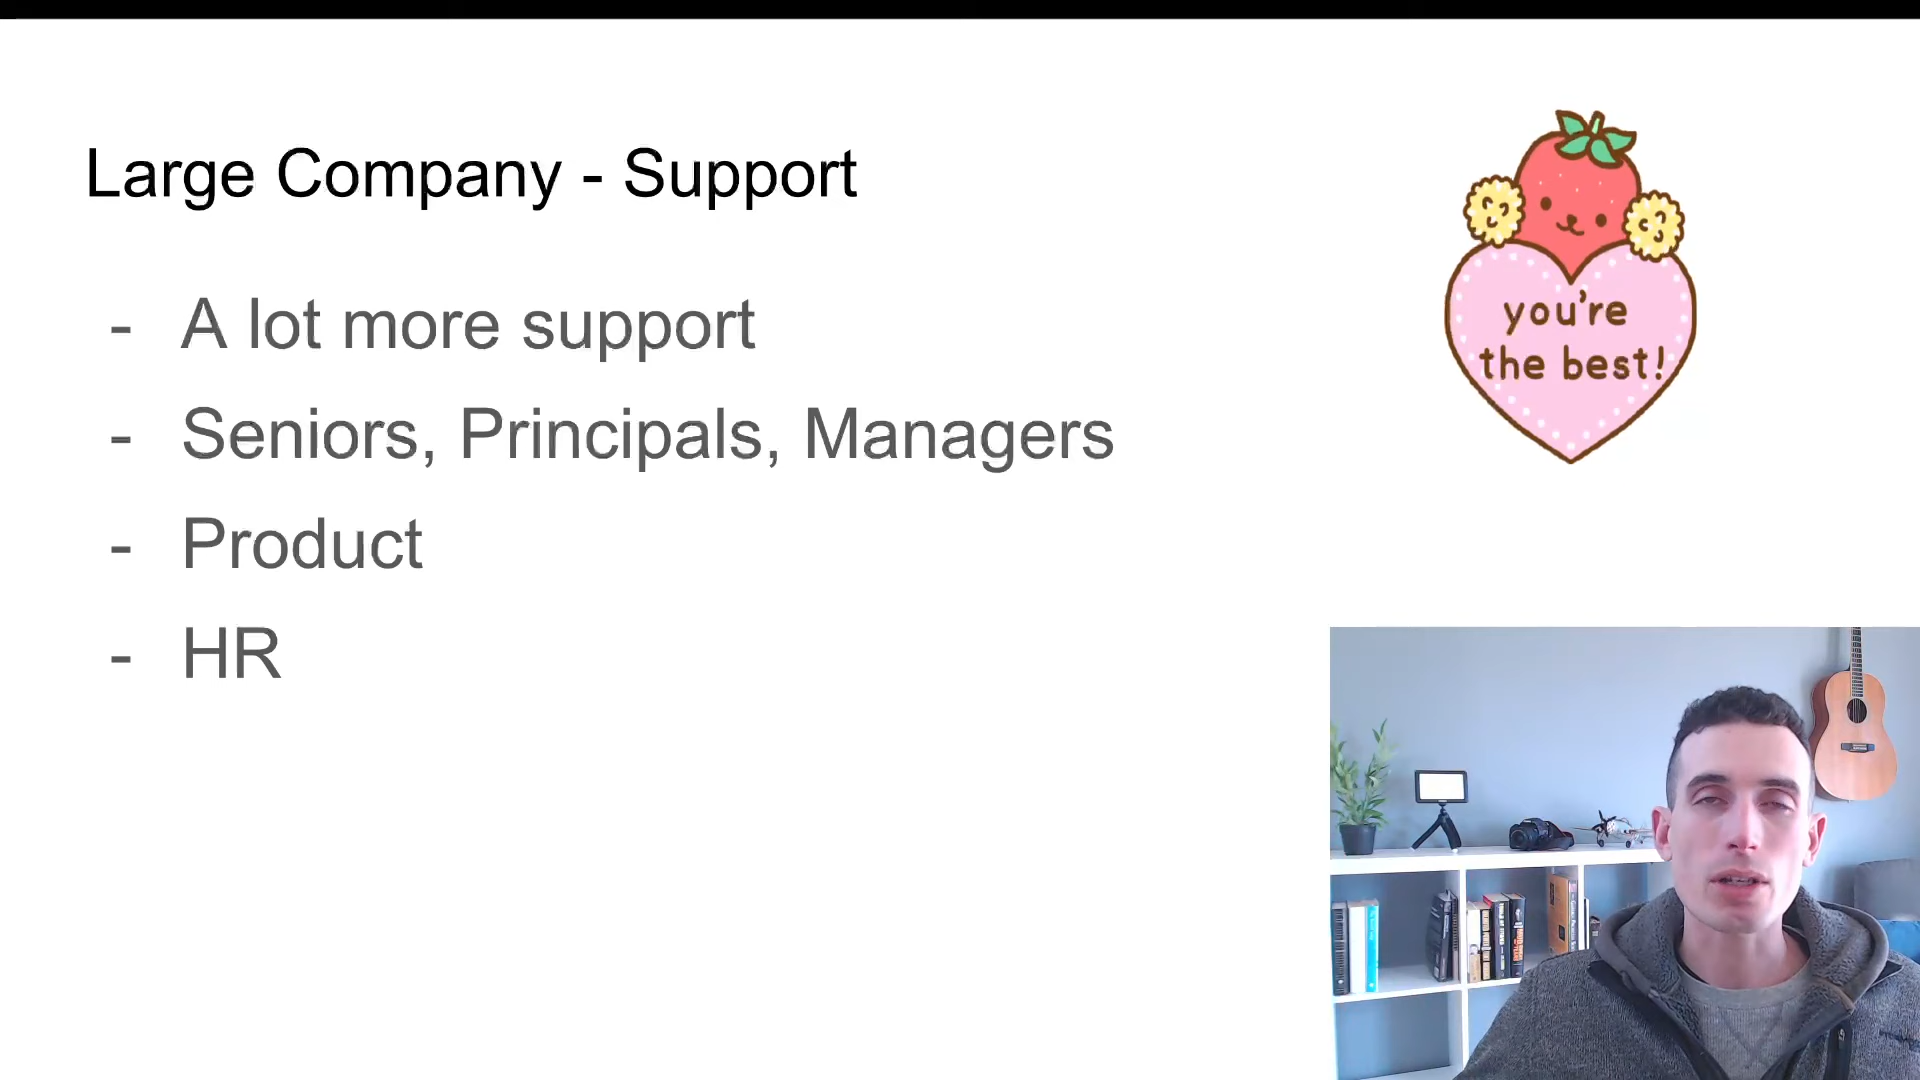 Large Company - Support
- A lot more support
- Seniors, Principals, Managers
- Product
- HR
you're
the best!